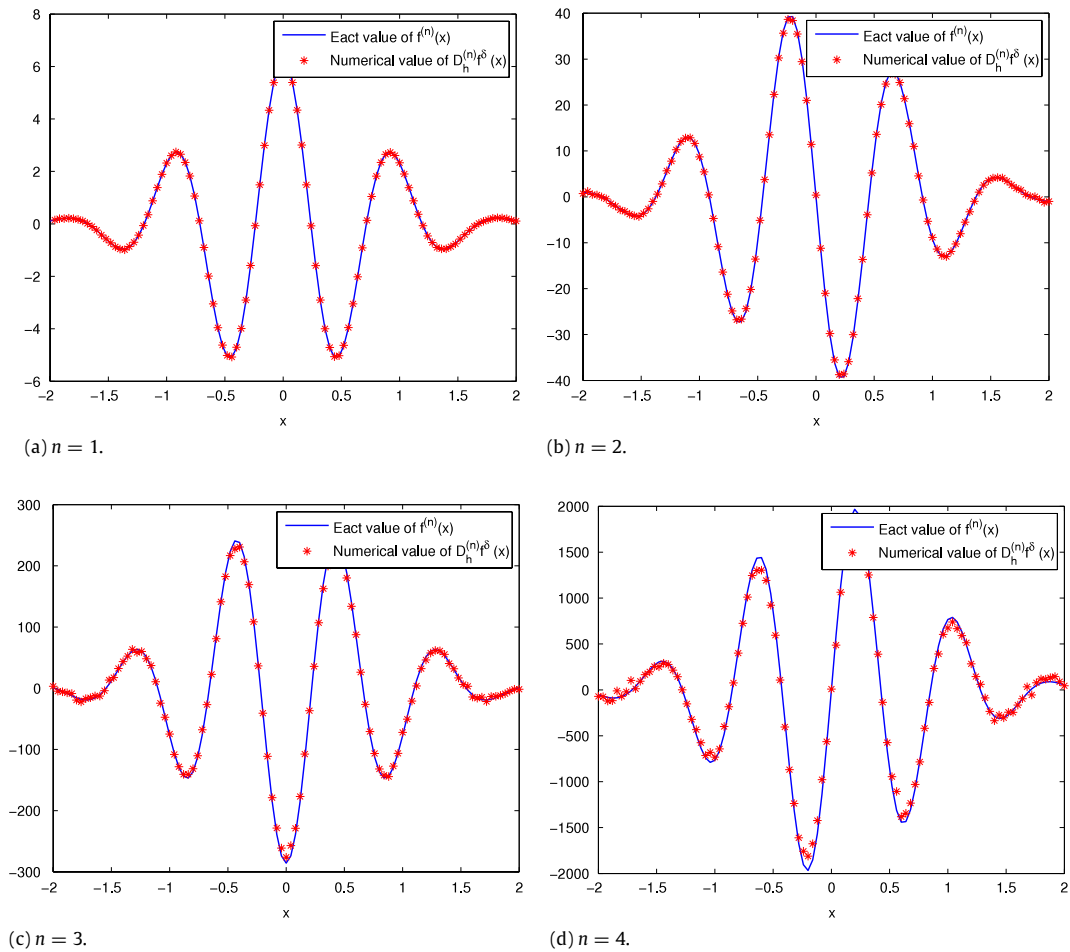 8
6
4
2
0
−2
−4
−6
−2 −1.5 −1 −0.5 0 0.5 1 1.5 2
x
Eact value of f^(n)(x)
Numerical value of D_h^(n)f^δ(x)
(a) n = 1.
40
30
20
10
0
−10
−20
−30
−40
−2 −1.5 −1 −0.5 0 0.5 1 1.5 2
x
Eact value of f^(n)(x)
Numerical value of D_h^(n)f^δ(x)
(b) n = 2.
300
200
100
0
−100
−200
−300
−2 −1.5 −1 −0.5 0 0.5 1 1.5 2
x
Eact value of f^(n)(x)
Numerical value of D_h^(n)f^δ(x)
(c) n = 3.
2000
1500
1000
500
0
−500
−1000
−1500
−2000
−2 −1.5 −1 −0.5 0 0.5 1 1.5 2
x
Eact value of f^(n)(x)
Numerical value of D_h^(n)f^δ(x)
(d) n = 4.